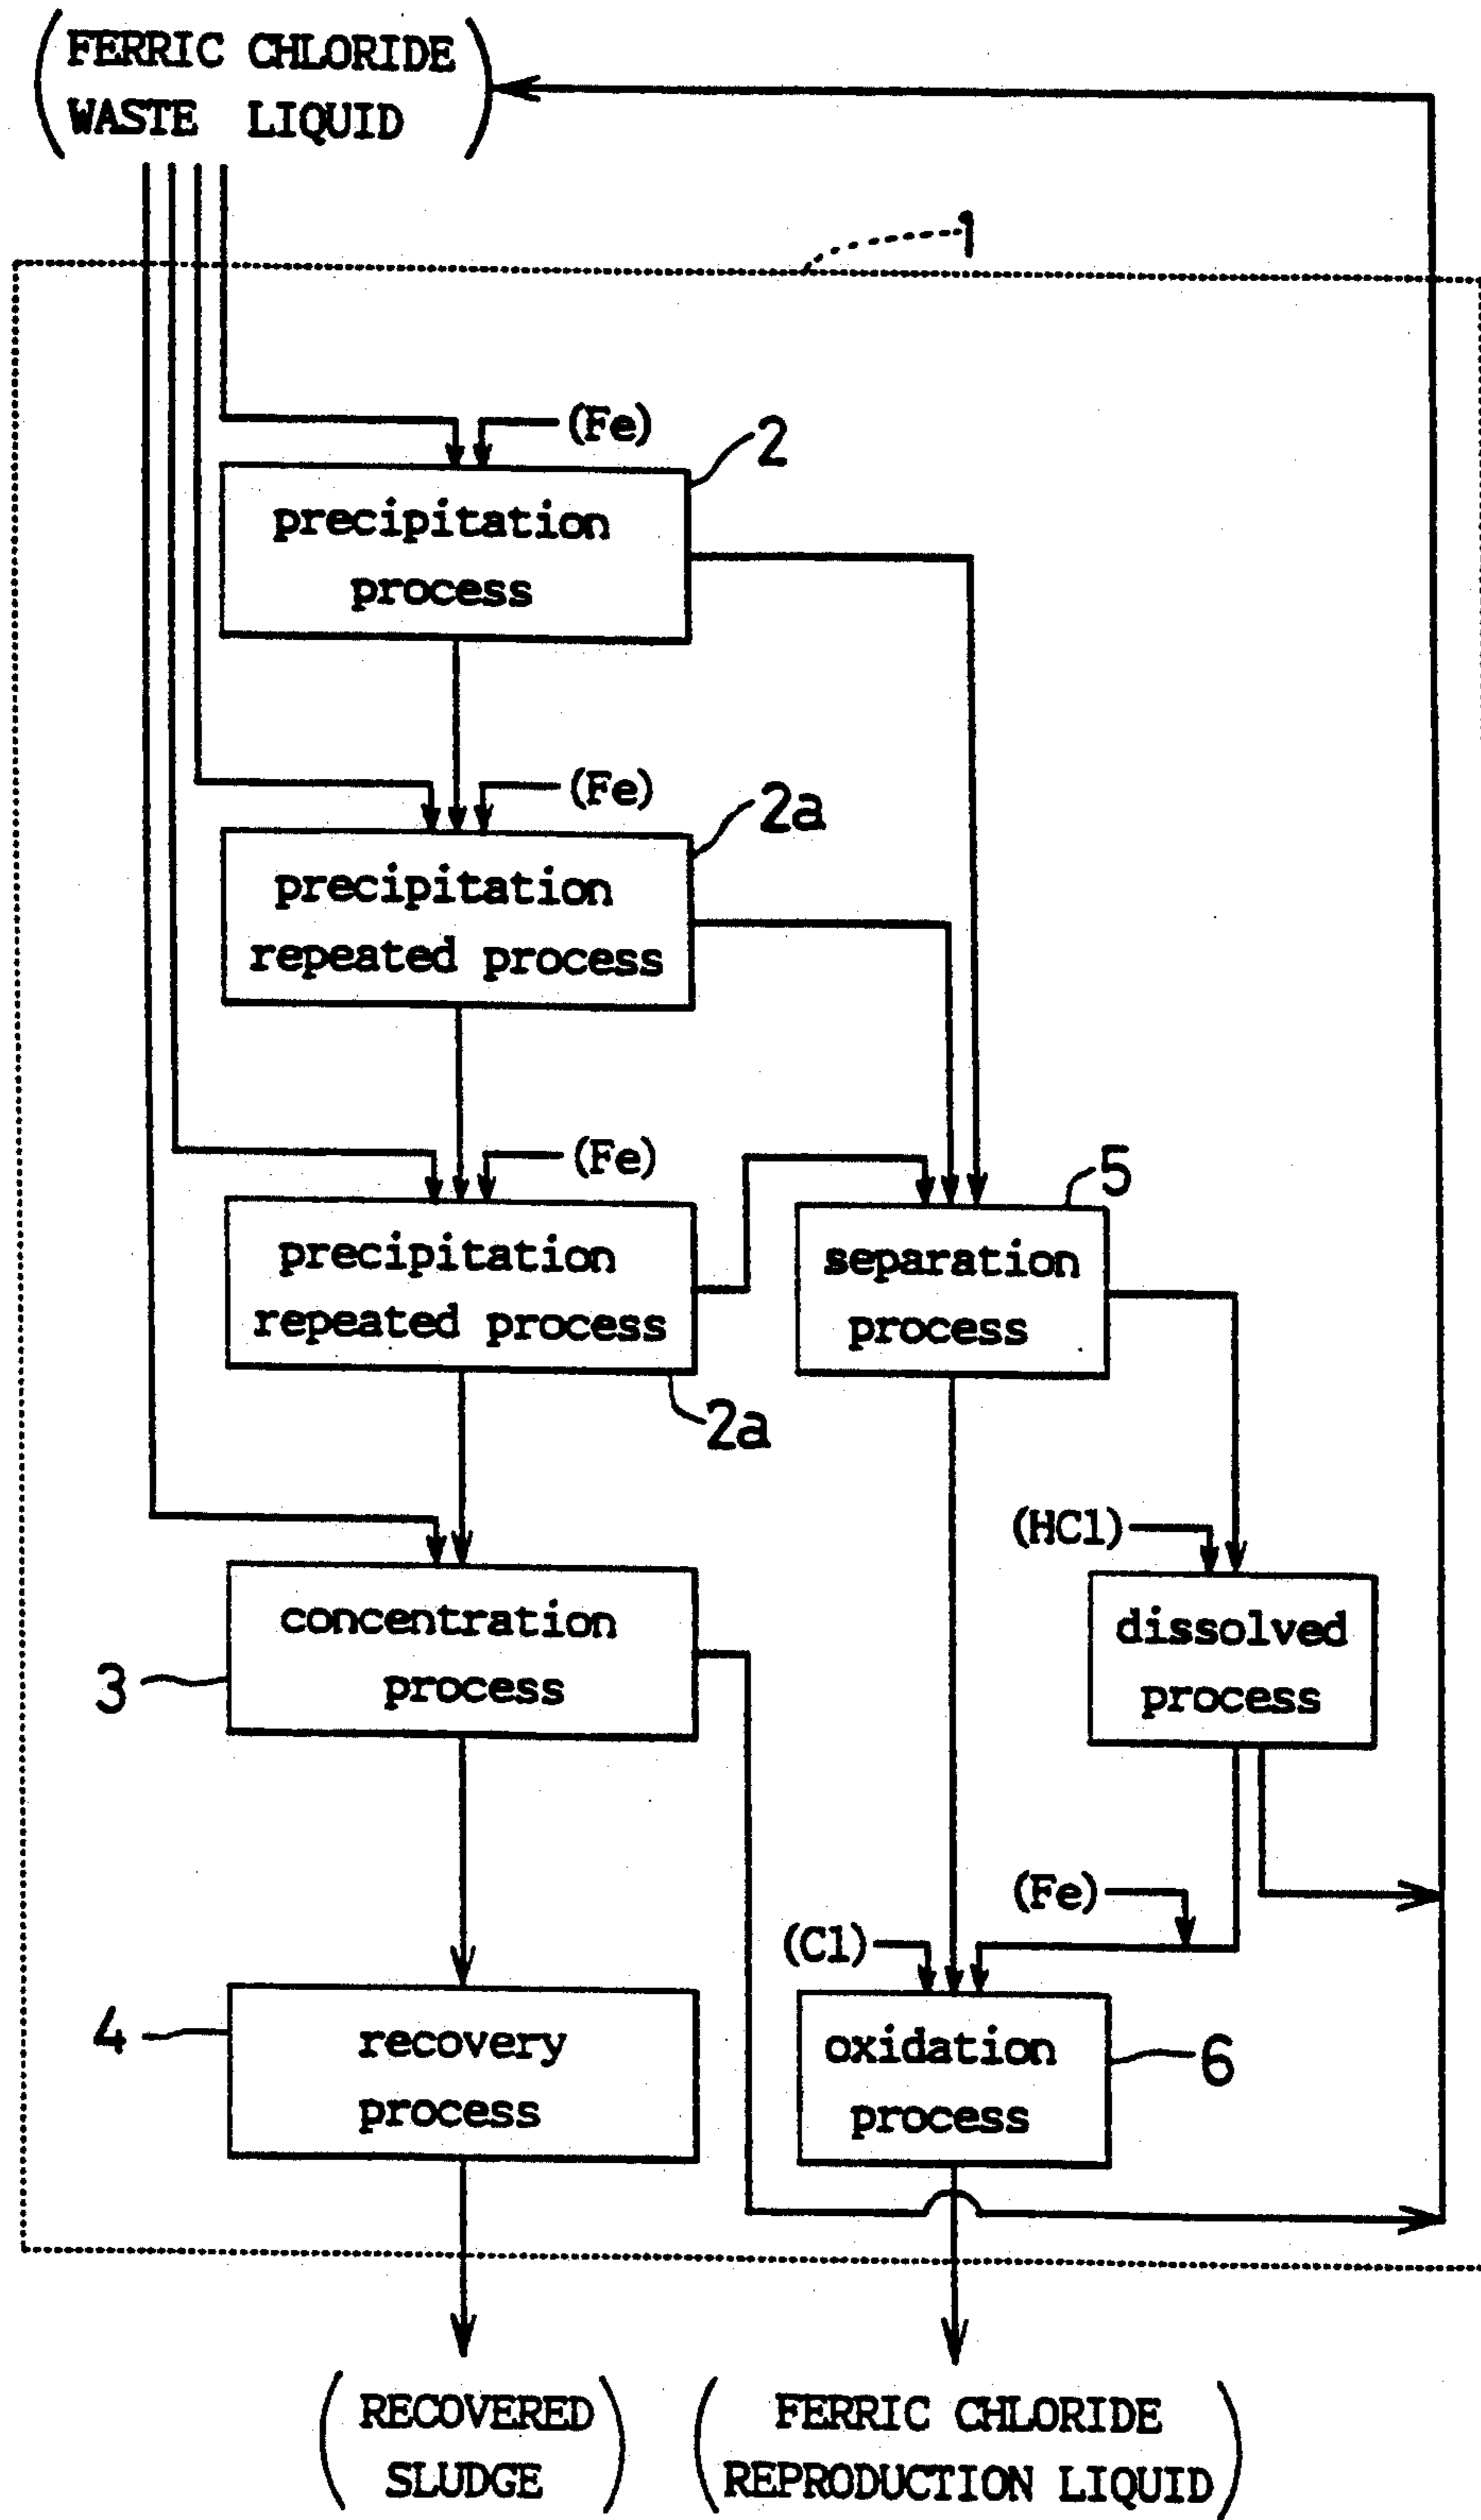 FERRIC CHLORIDE
WASTE LIQUID
1
(Fe)
2
precipitation
process
(Fe)
2a
precipitation
repeated process
(Fe)
precipitation
repeated process
2a
5
separation
process
(HCl)
concentration
process
3
dissolved
process
(Fe)
(Cl)
4
recovery
process
oxidation
process
6
(RECOVERED
SLUDGE)
(FERRIC CHLORIDE
REPRODUCTION LIQUID)